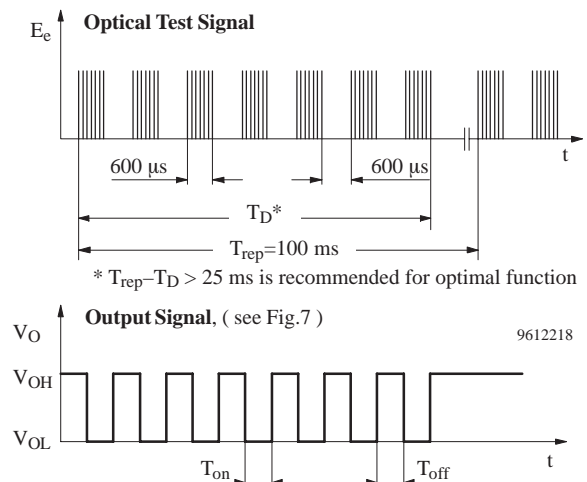 Optical Test Signal
E_e
t
600 µs
600 µs
T_D*
T_rep=100 ms
* T_rep–T_D > 25 ms is recommended for optimal function
Output Signal, ( see Fig.7 )
V_O
9612218
V_OH
V_OL
t
T_on
T_off